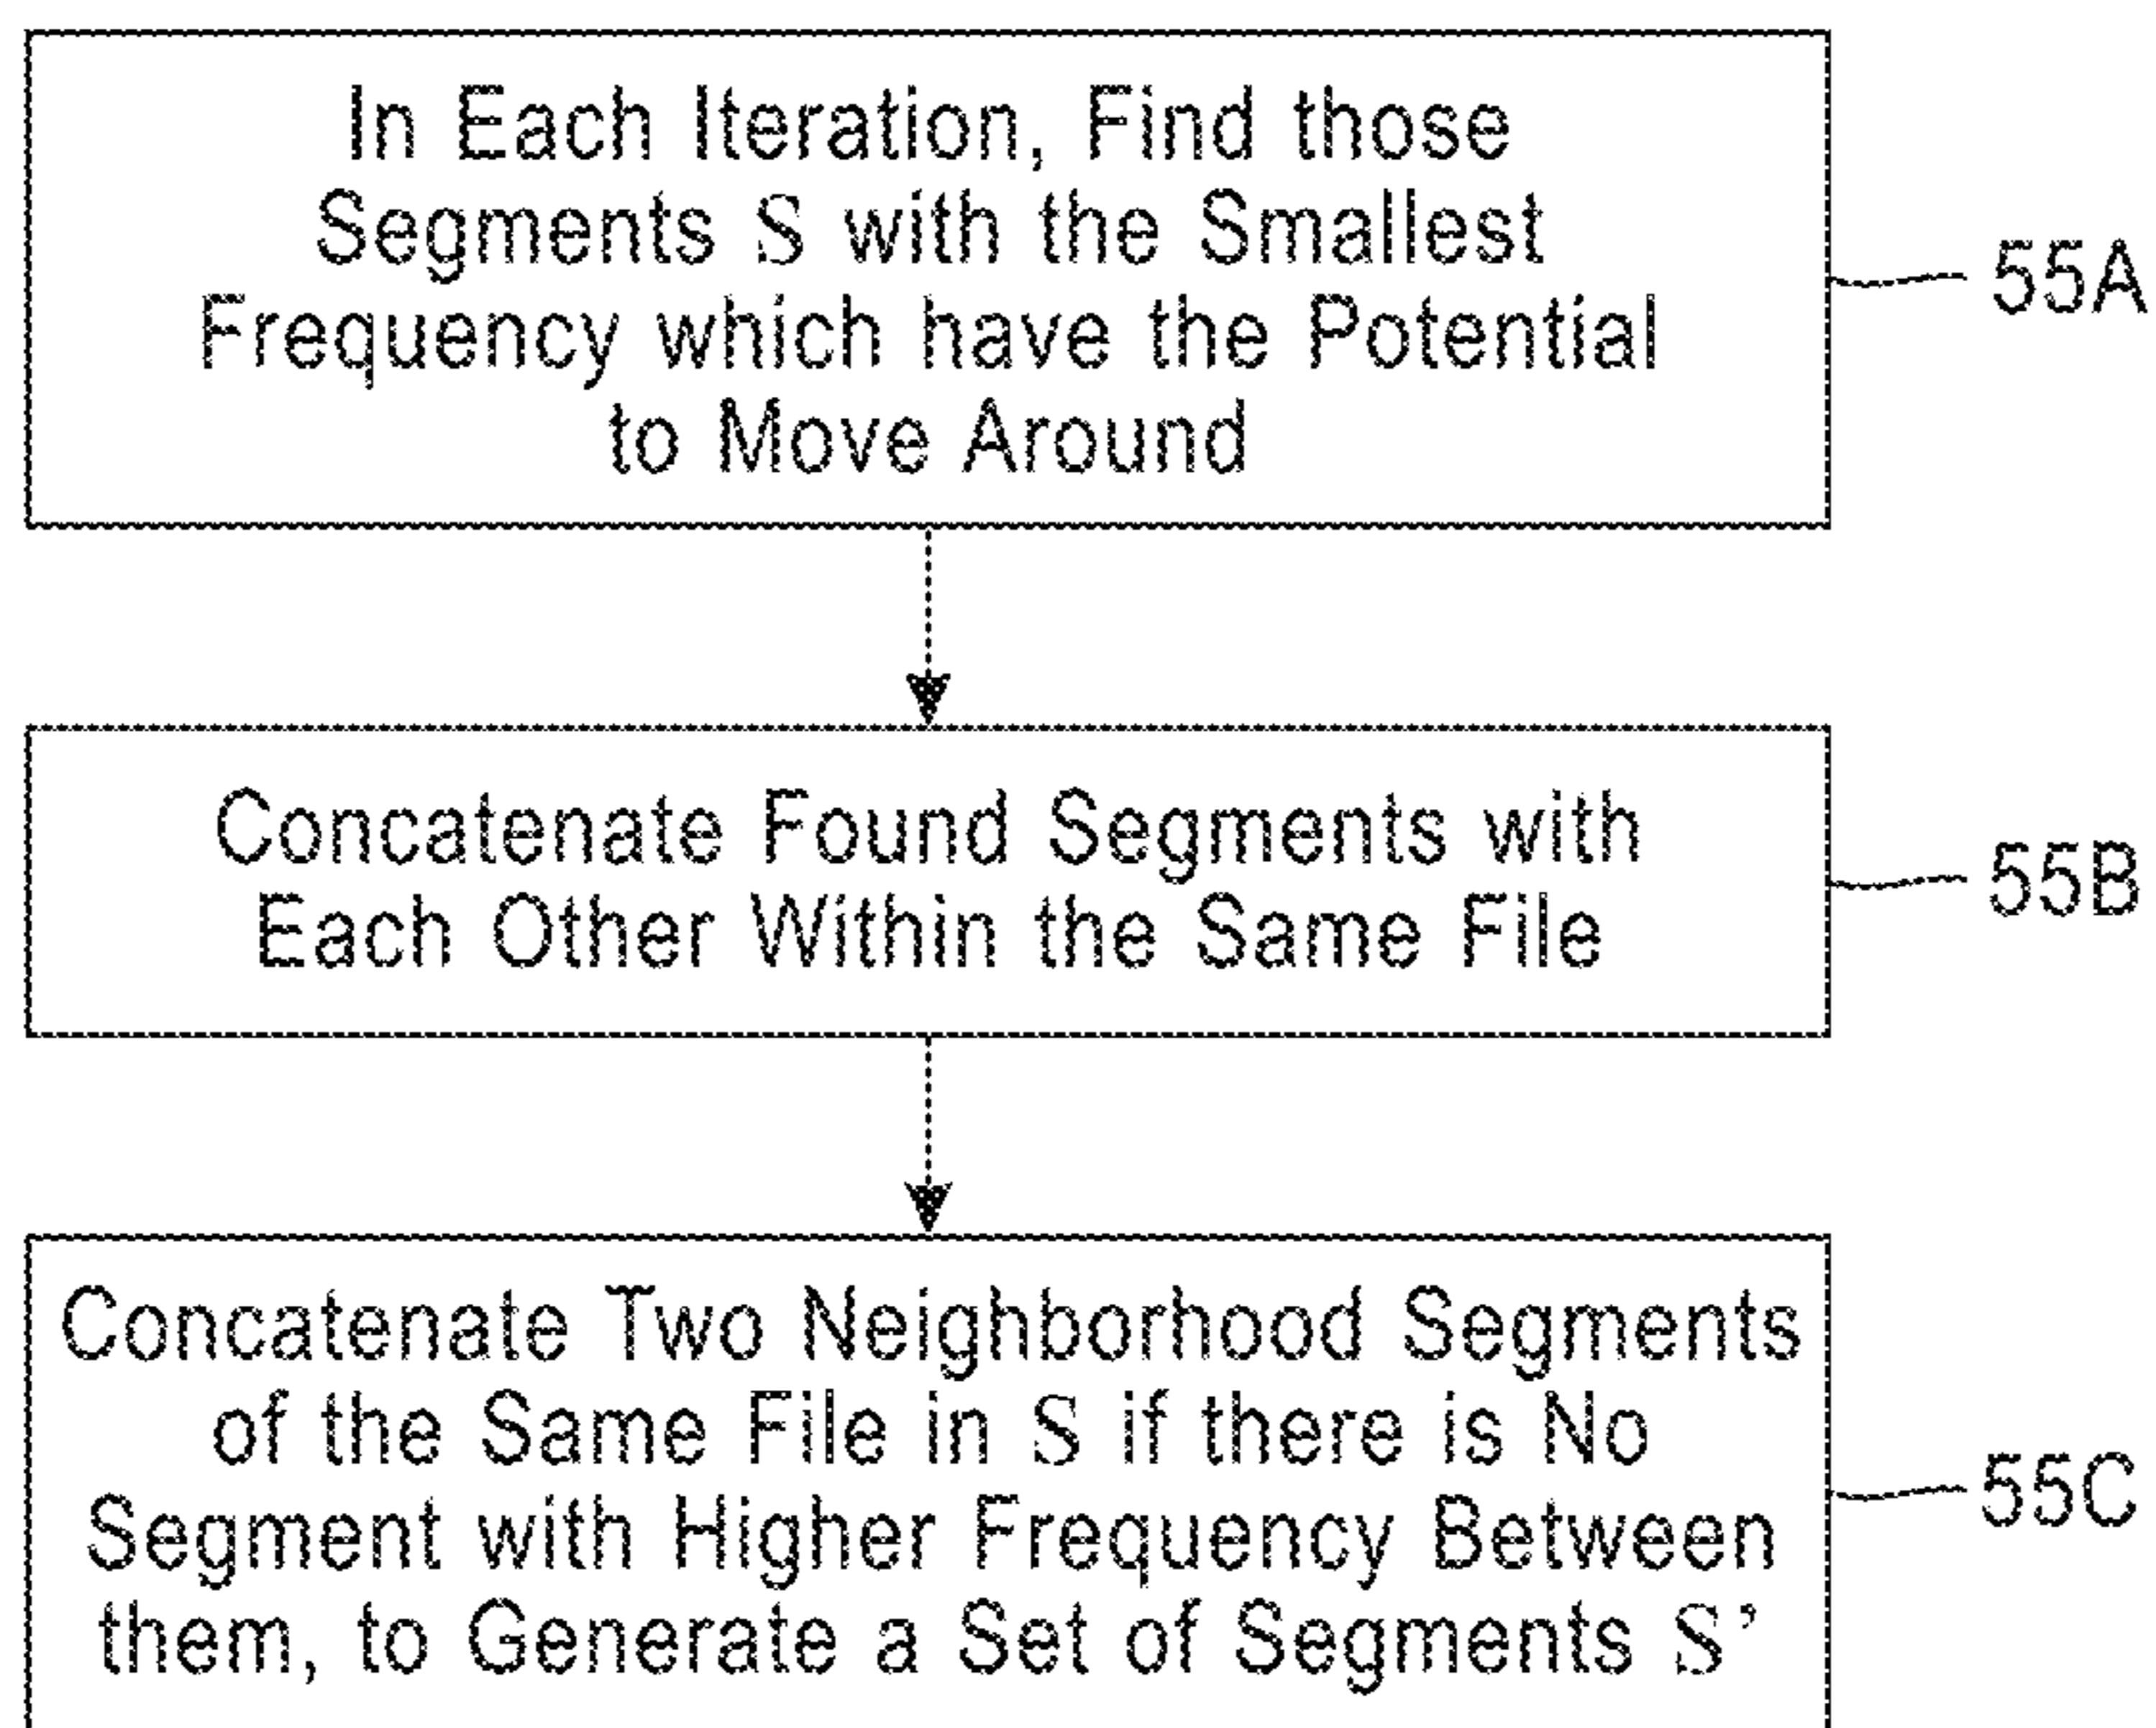 In Each Iteration, Find those
Segments S with the Smallest
Frequency which have the Potential
to Move Around
55A
Concatenate Found Segments with
Each Other Within the Same File
55B
Concatenate Two Neighborhood Segments
of the Same File in S if there is No
Segment with Higher Frequency Between
them, to Generate a Set of Segments S'
55C